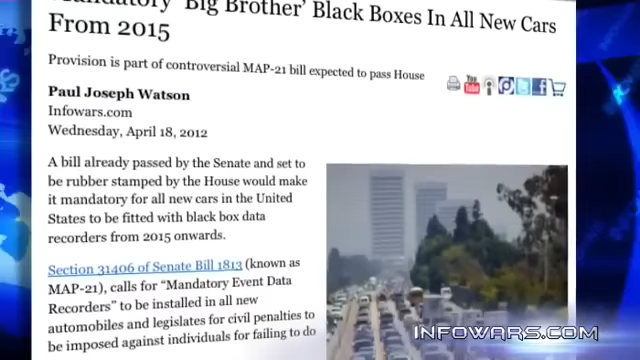 Mandatory 'Big Brother' Black Boxes In All New Cars
From 2015
Provision is part of controversial MAP-21 bill expected to pass House
You
Tube
Paul Joseph Watson
Infowars.com
Wednesday, April 18, 2012
A bill already passed by the Senate and set to
be rubber stamped by the House would make
it mandatory for all new cars in the United
States to be fitted with black box data
recorders from 2015 onwards.
Section 31406 of Senate Bill 1813 (known as
MAP-21), calls for "Mandatory Event Data
Recorders" to be installed in all new
automobiles and legislates for civil penalties to
be imposed against individuals for failing to do
INFOWARS.COM